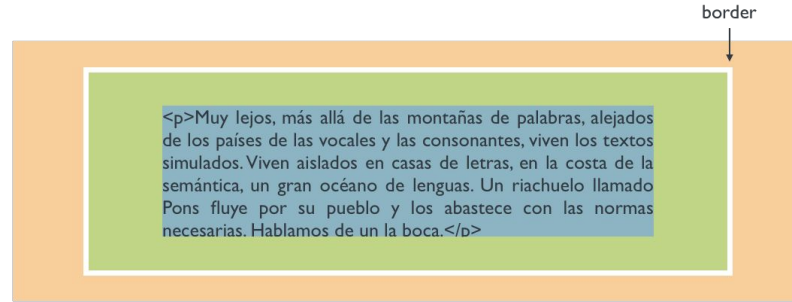 border
<p>Muy lejos, más allá de las montañas de palabras, alejados
de los países de las vocales y las consonantes, viven los textos
simulados. Viven aislados en casas de letras, en la costa de la
semántica, un gran océano de lenguas. Un riachuelo llamado
Pons fluye por su pueblo y los abastece con las normas
necesarias. Hablamos de un la boca.</p>